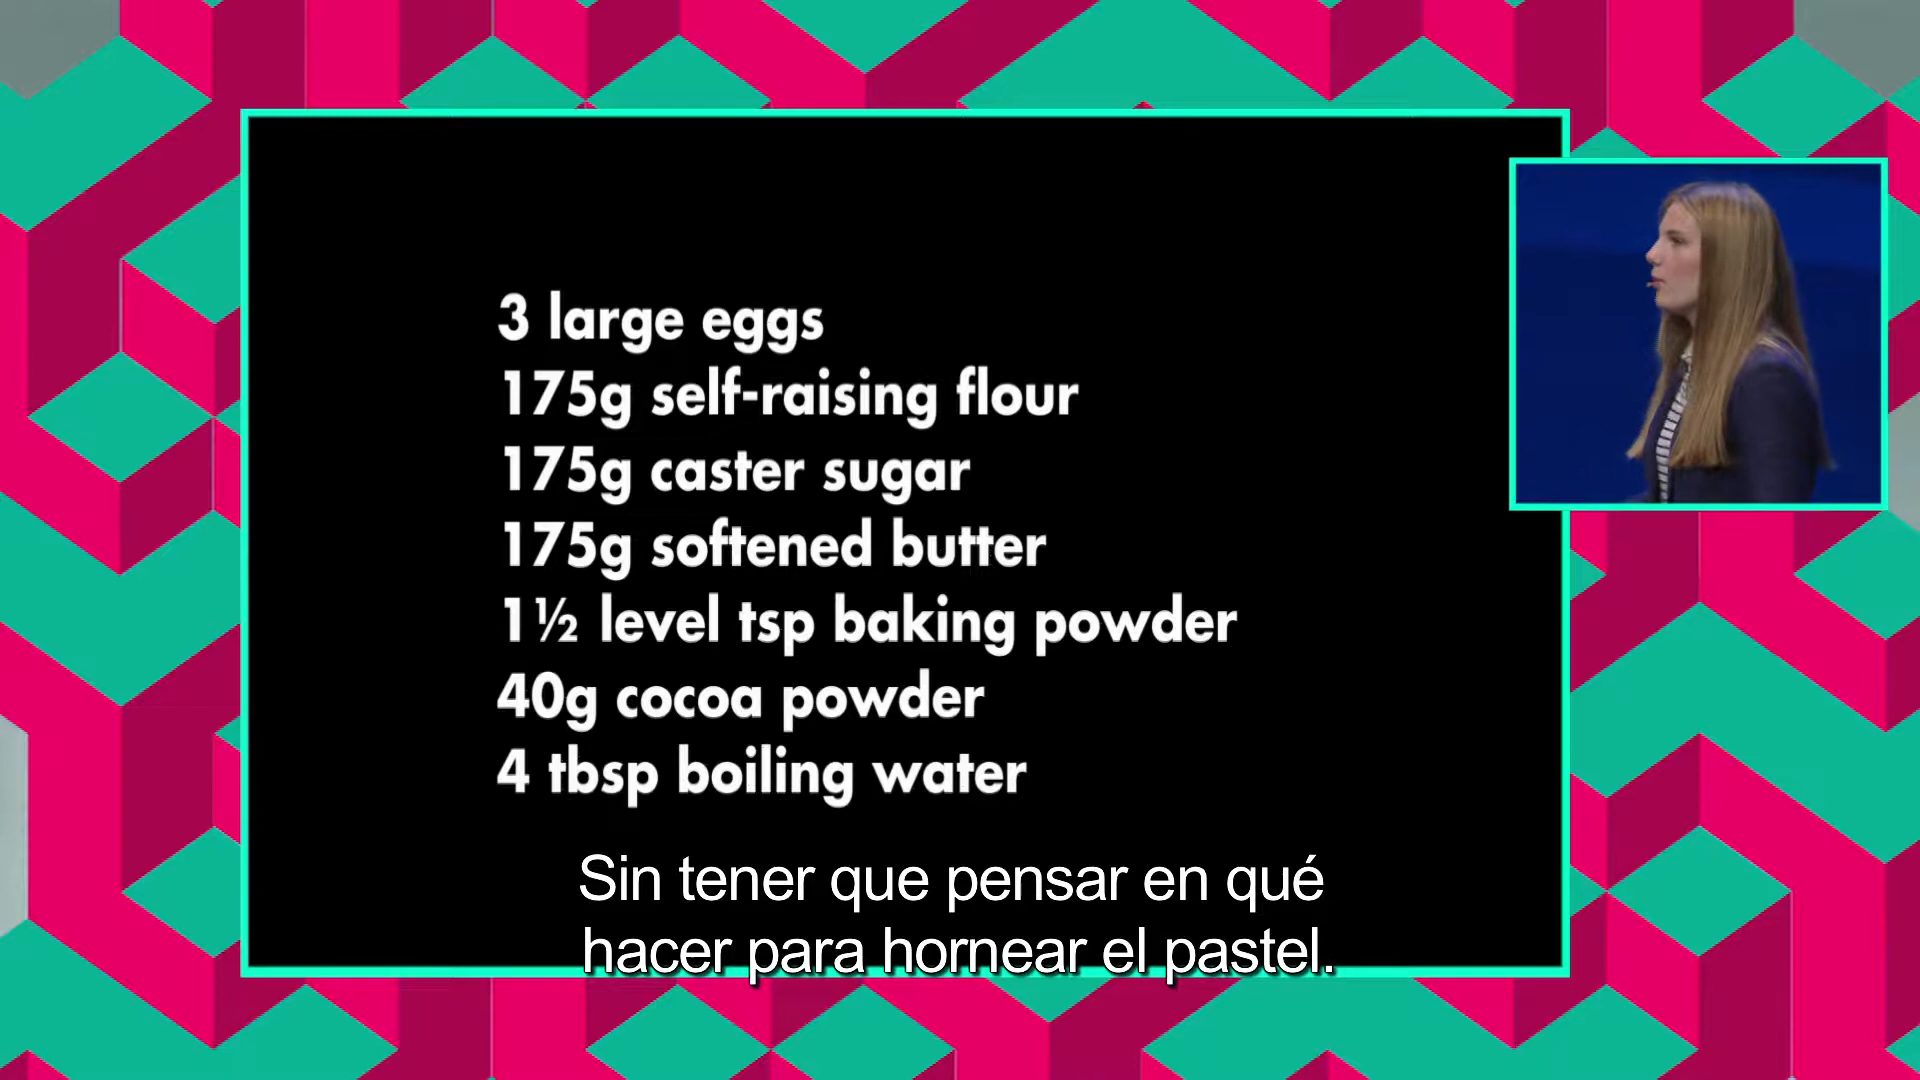 3 large eggs
175g self-raising flour
175g caster sugar
175g softened butter
1½ level tsp baking powder
40g cocoa powder
4 tbsp boiling water
Sin tener que pensar en qué
hacer para hornear el pastel.